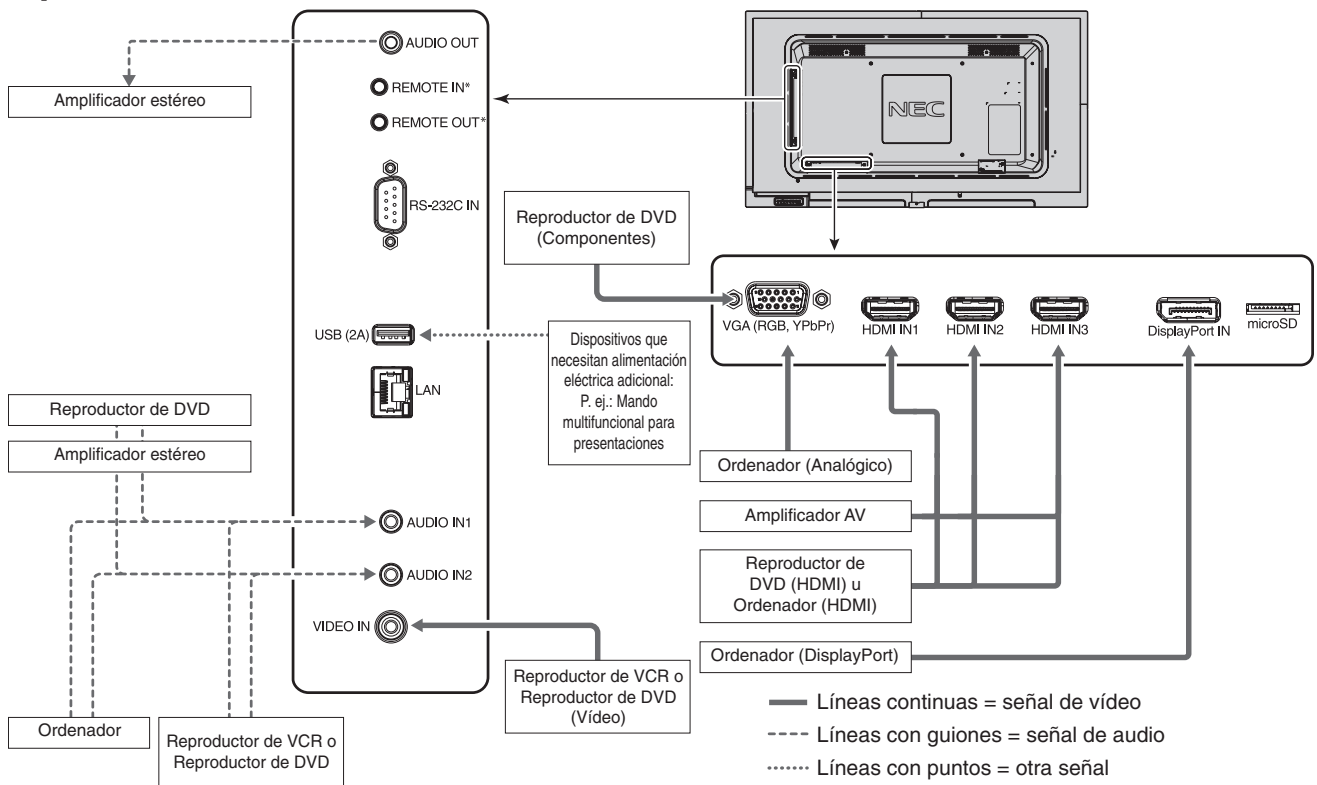 AUDIO OUT
Amplificador estéreo
REMOTE IN*
REMOTE OUT*
RS-232C IN
USB (2A)
LAN
Reproductor de DVD
Amplificador estéreo
AUDIO IN1
AUDIO IN2
VIDEO IN
Ordenador
Reproductor de VCR o
Reproductor de DVD
NEC
Reproductor de DVD
(Componentes)
VGA (RGB, YPbPr)
HDMI IN1
HDMI IN2
HDMI IN3
DisplayPort IN
microSD
Dispositivos que
necesitan alimentación
eléctrica adicional:
P. ej.: Mando
multifuncional para
presentaciones
Ordenador (Analógico)
Amplificador AV
Reproductor de
DVD (HDMI) u
Ordenador (HDMI)
Ordenador (DisplayPort)
Reproductor de VCR o
Reproductor de DVD
(Vídeo)
Líneas continuas = señal de vídeo
Líneas con guiones = señal de audio
Líneas con puntos = otra señal